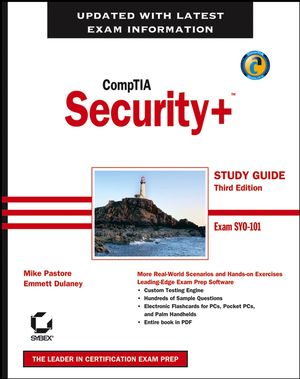 UPDATED WITH LATEST
EXAM INFORMATION
CompTIA
Security+™
STUDY GUIDE
Third Edition
Exam SYO-101
Mike Pastore
Emmett Dulaney
More Real-World Scenarios and Hands-on Exercises
Leading-Edge Exam Prep Software
• Custom Testing Engine
• Hundreds of Sample Questions
• Electronic Flashcards for PCs, Pocket PCs,
and Palm Handhelds
• Entire book in PDF
SYBEX
THE LEADER IN CERTIFICATION EXAM PREP